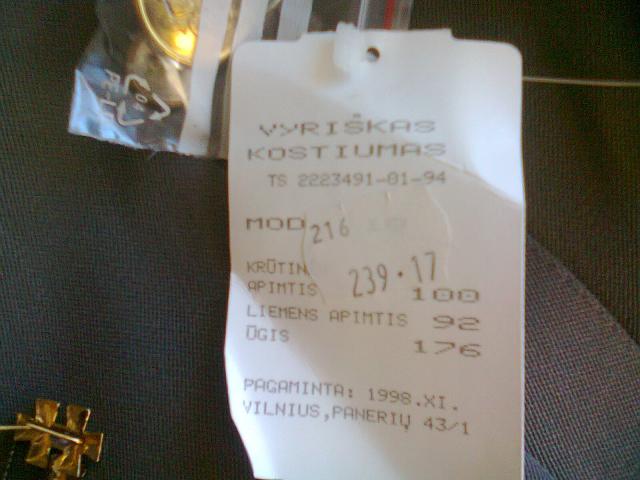 VYRIŠKAS
KOSTIUMAS
TS 2223491-01-94
MOD 216
KRŪTIN
239.17
APIMTIS 100
LIEMENS APIMTIS 92
ŪGIS 176
PAGAMINTA: 1998.XI.
VILNIUS, PANERIŲ 43/1